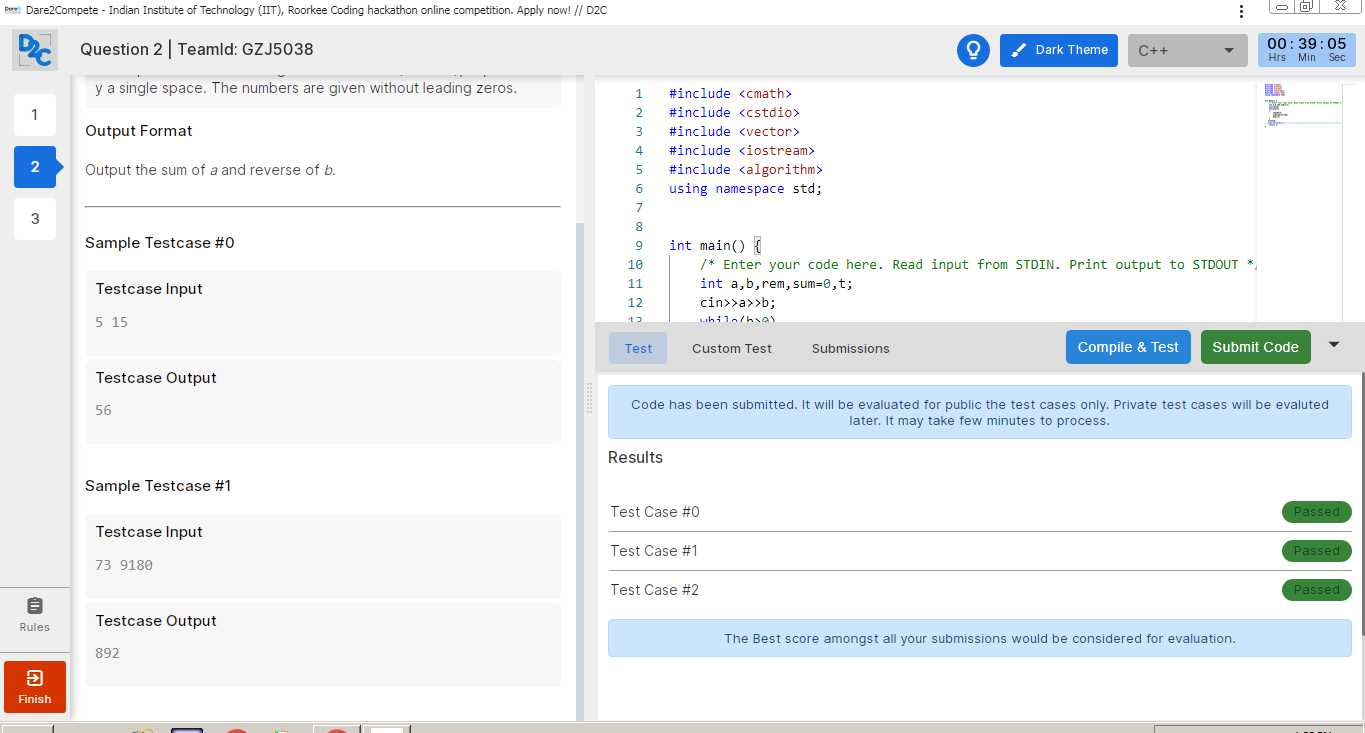 Dare2Compete - Indian Institute of Technology (IIT), Roorkee Coding hackathon online competition. Apply now! // D2C
D2C
Question 2 | TeamId: GZJ5038
Dark Theme
C++
00 : 39 : 05
Hrs Min Sec
1
2
3
Rules
Finish
y a single space. The numbers are given without leading zeros.
Output Format
Output the sum of a and reverse of b.
Sample Testcase #0
Testcase Input
5 15
Testcase Output
56
Sample Testcase #1
Testcase Input
73 9180
Testcase Output
892
1 #include <cmath>
2 #include <cstdio>
3 #include <vector>
4 #include <iostream>
5 #include <algorithm>
6 using namespace std;
7
8
9 int main() {
10 /* Enter your code here. Read input from STDIN. Print output to STDOUT *
11 int a,b,rem,sum=0,t;
12 cin>>a>>b;
13 while(b>0)
Test
Custom Test
Submissions
Compile & Test
Submit Code
Code has been submitted. It will be evaluated for public the test cases only. Private test cases will be evaluted
later. It may take few minutes to process.
Results
Test Case #0 Passed
Test Case #1 Passed
Test Case #2 Passed
The Best score amongst all your submissions would be considered for evaluation.